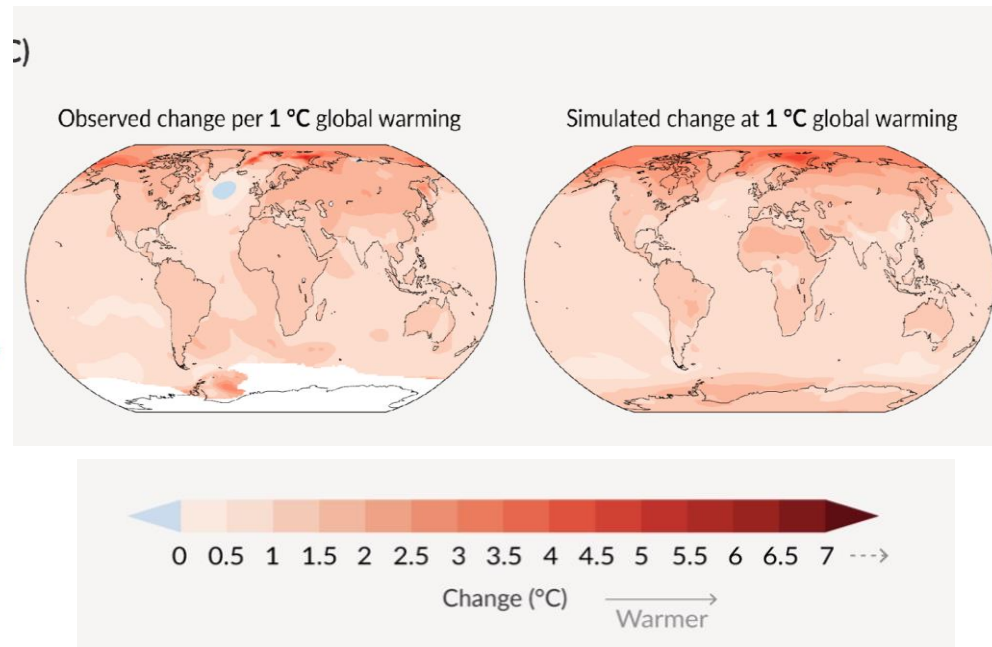 C)
Observed change per 1 °C global warming
Simulated change at 1 °C global warming
0 0.5 1 1.5 2 2.5 3 3.5 4 4.5 5 5.5 6 6.5 7
Change (°C)
Warmer